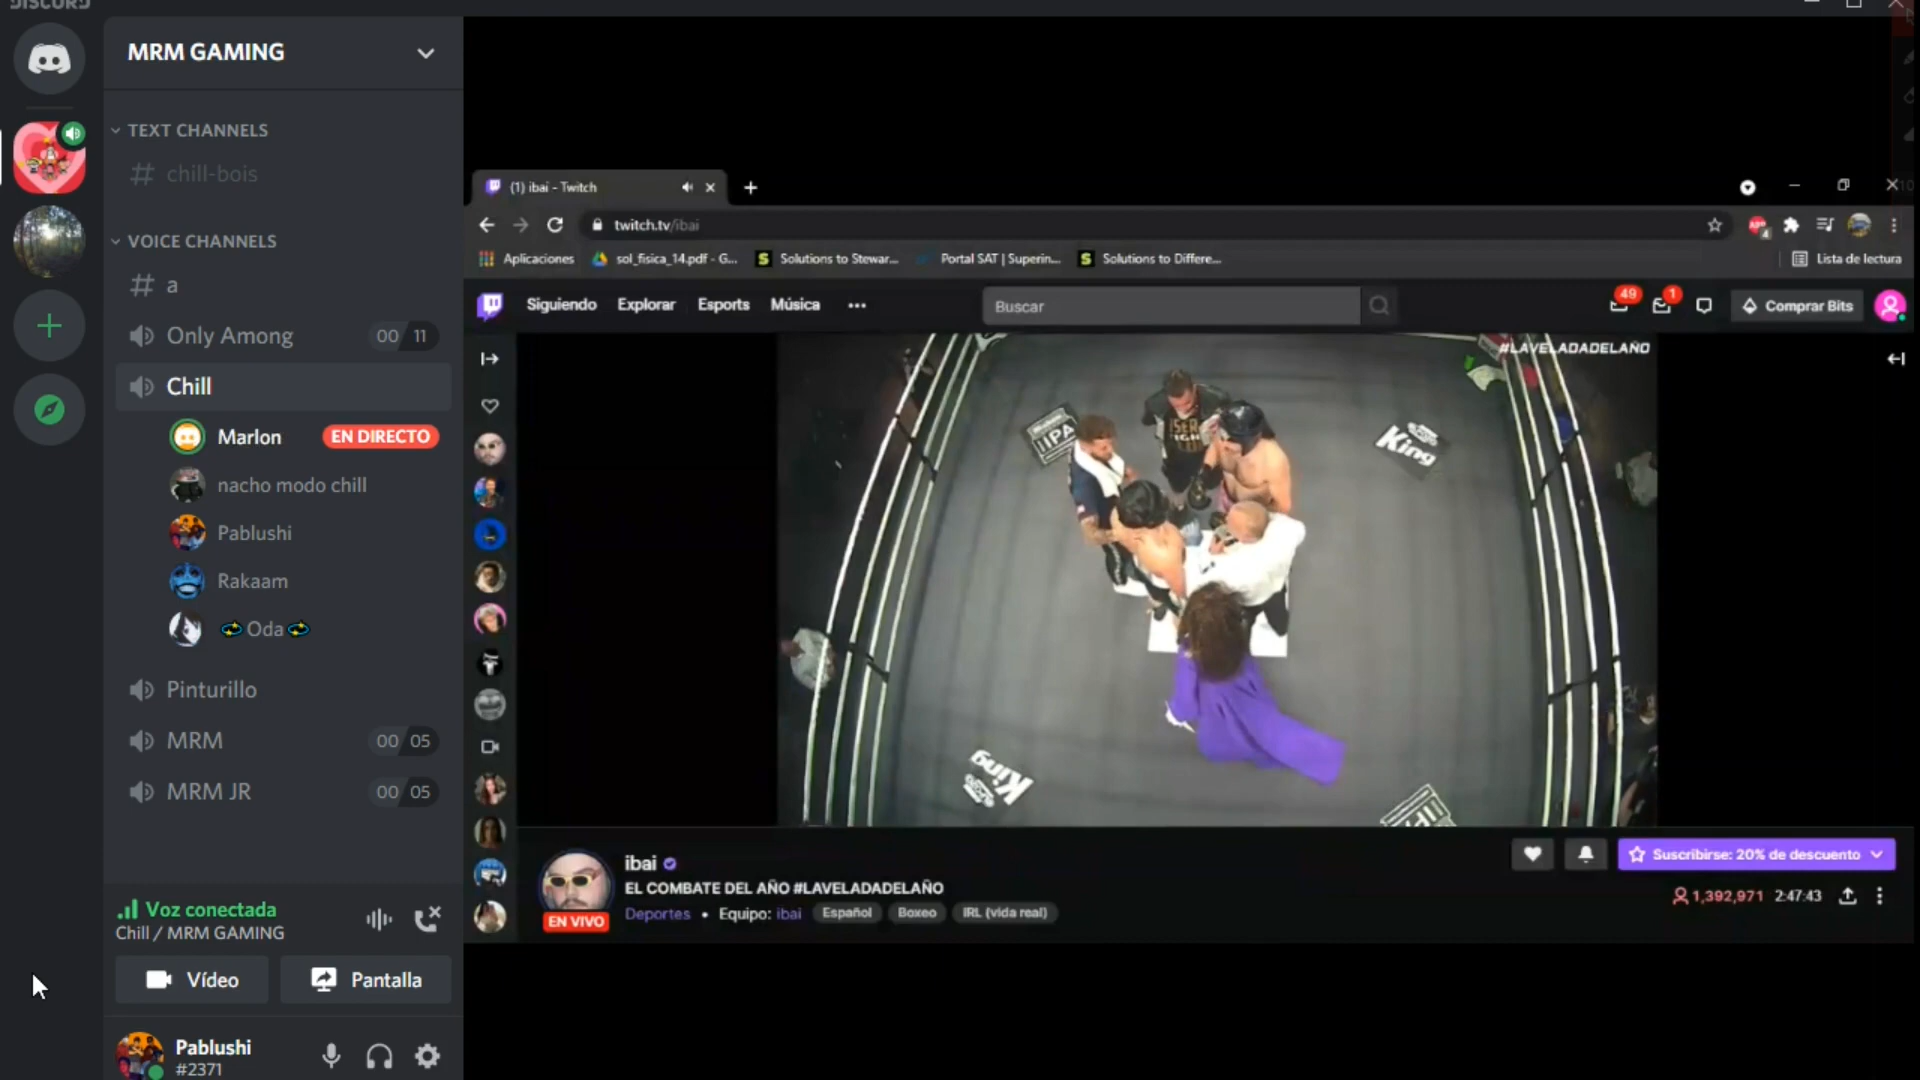 DISCORD
MRM GAMING
TEXT CHANNELS
chill-bois
VOICE CHANNELS
a
Only Among 00 11
Chill
Marlon EN DIRECTO
nacho modo chill
Pablushi
Rakaam
Oda
Pinturillo
MRM 00 05
MRM JR 00 05
Voz conectada
Chill / MRM GAMING
Vídeo Pantalla
Pablushi
#2371
(1) ibai - Twitch
twitch.tv/ibai
4
Aplicaciones sol_fisica_14.pdf - G... Solutions to Stewar... Portal SAT | Superin... Solutions to Differe... Lista de lectura
Siguiendo Explorar Esports Música ••• Buscar 49 1 Comprar Bits
#LAVELADADELAÑO
King
King
ibai
EL COMBATE DEL AÑO #LAVELADADELAÑO
EN VIVO
Deportes • Equipo: ibai Español Boxeo IRL (vida real)
Suscribirse: 20% de descuento
1,392,971 2:47:43